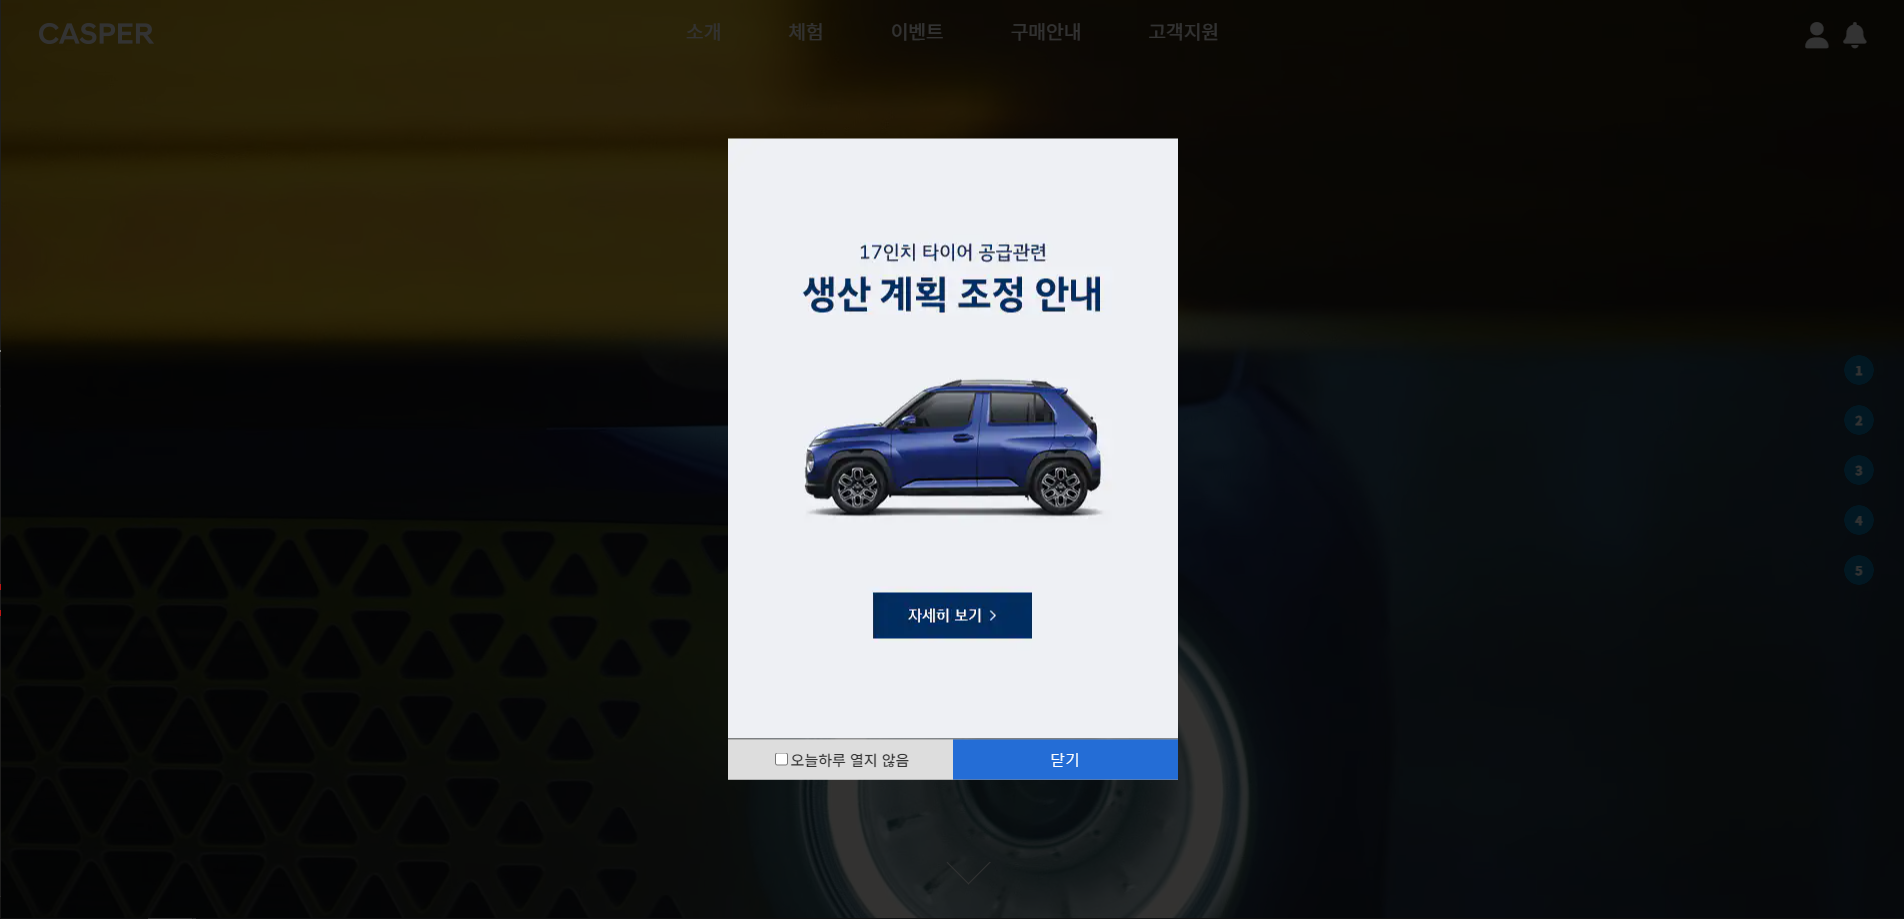 CASPER
소개
체험
이벤트
구매안내
고객지원
17인치 타이어 공급관련
생산 계획 조정 안내
자세히 보기 >
오늘하루 열지 않음
닫기
1
2
3
4
5